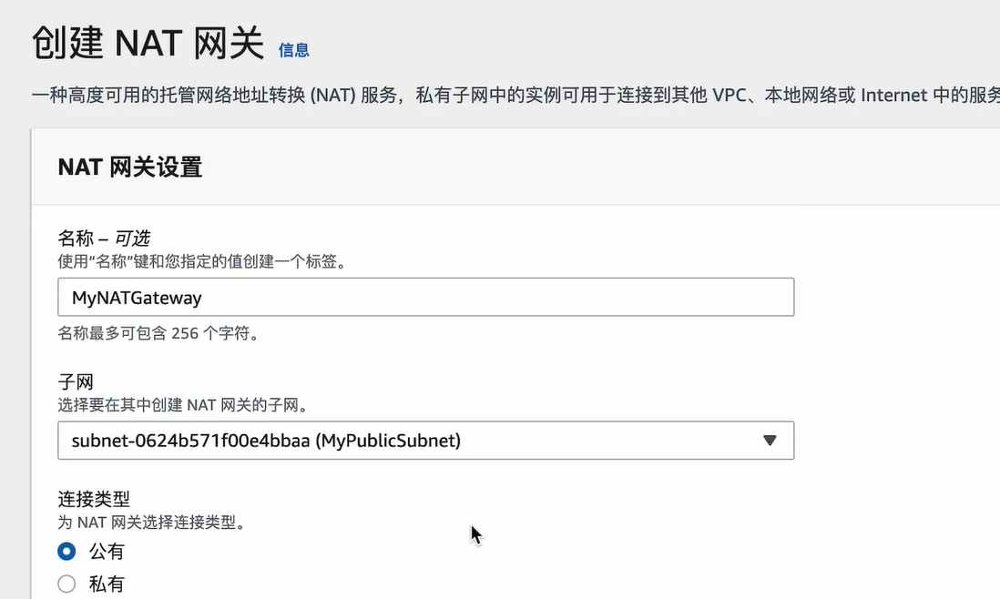 创建 NAT 网关 信息
一种高度可用的托管网络地址转换 (NAT) 服务，私有子网中的实例可用于连接到其他 VPC、本地网络或 Internet 中的服务
NAT 网关设置
名称 – 可选
使用“名称”键和您指定的值创建一个标签。
MyNATGateway
名称最多可包含 256 个字符。
子网
选择要在其中创建 NAT 网关的子网。
subnet-0624b571f00e4bbaa (MyPublicSubnet)
连接类型
为 NAT 网关选择连接类型。
公有
私有